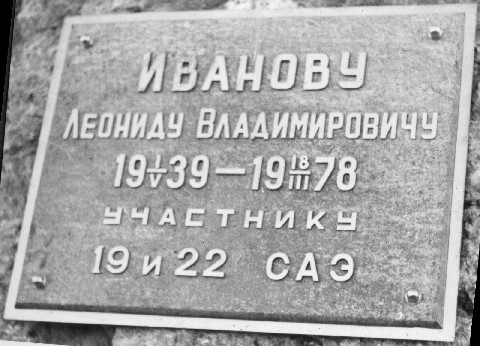 ИВАНОВУ
ЛЕОНИДУ ВЛАДИМИРОВИЧУ
19 1/V 39 — 19 18/III 78
УЧАСТНИКУ
19 И 22 САЭ